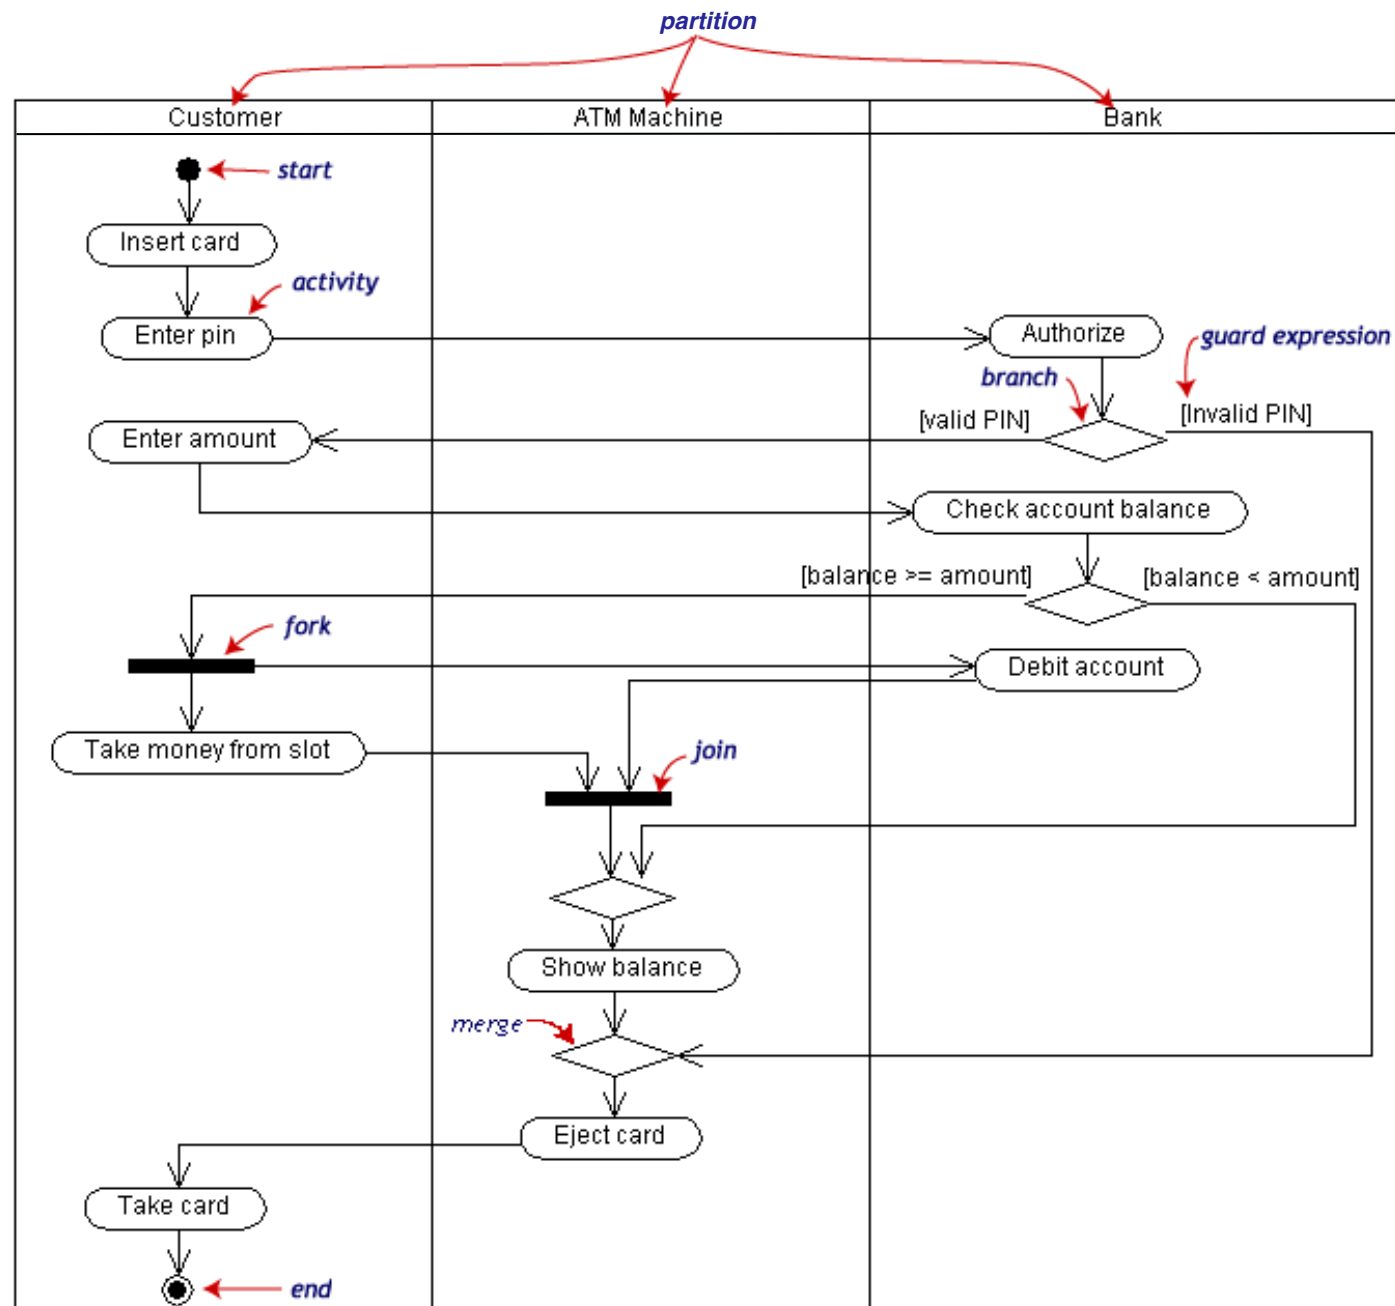 partition
Customer
ATM Machine
Bank
start
Insert card
activity
Enter pin
Authorize
guard expression
branch
[valid PIN]
[Invalid PIN]
Enter amount
Check account balance
[balance >= amount]
[balance < amount]
fork
Debit account
Take money from slot
join
Show balance
merge
Eject card
Take card
end